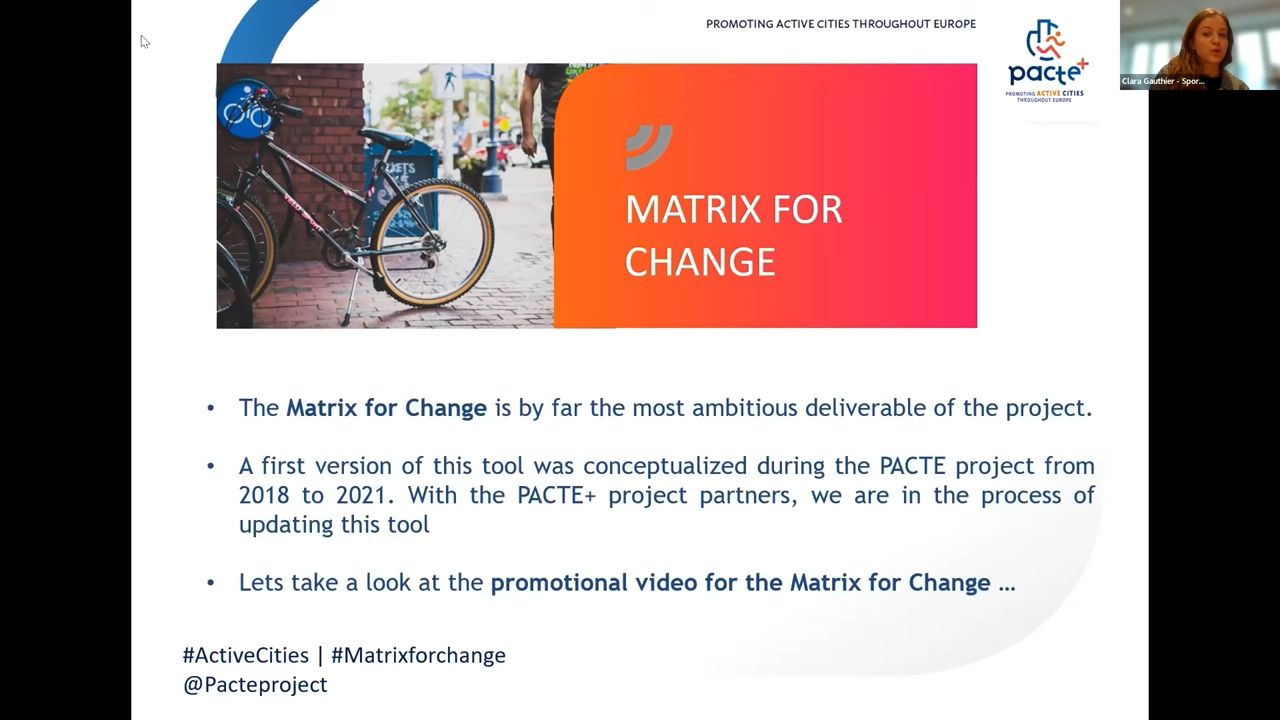 PROMOTING ACTIVE CITIES THROUGHOUT EUROPE
pacte+
PROMOTING ACTIVE CITIES
THROUGHOUT EUROPE
Clara Gauthier - Spor...
MATRIX FOR
CHANGE
• The Matrix for Change is by far the most ambitious deliverable of the project.
• A first version of this tool was conceptualized during the PACTE project from
2018 to 2021. With the PACTE+ project partners, we are in the process of
updating this tool
• Lets take a look at the promotional video for the Matrix for Change ...
#ActiveCities | #Matrixforchange
@Pacteproject